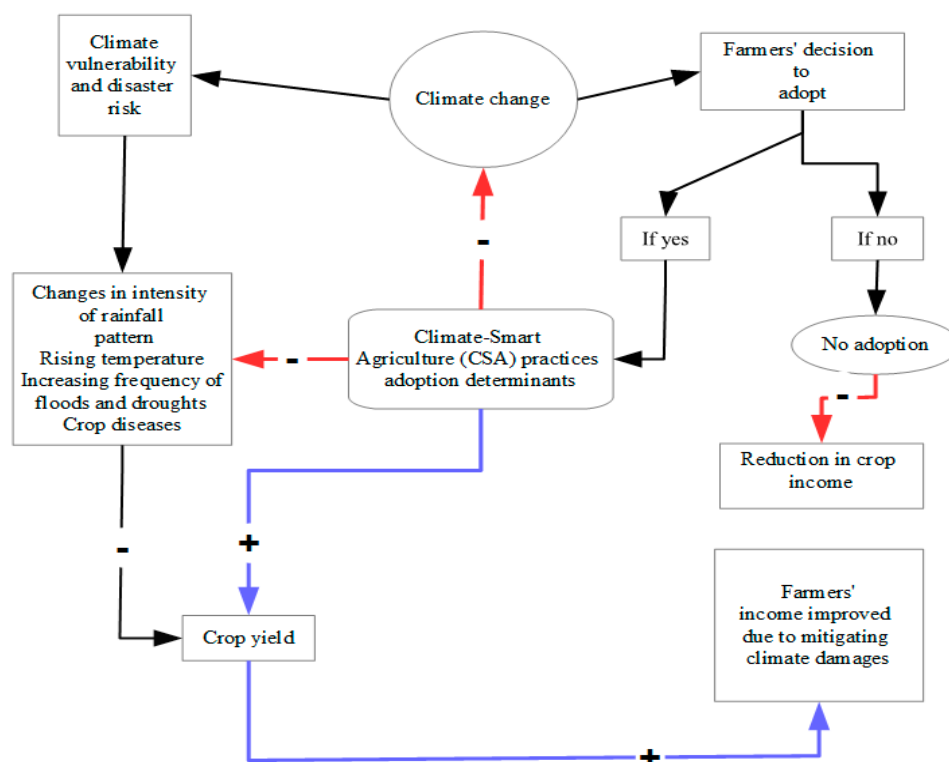 Climate
vulnerability
and disaster
risk
Climate change
Farmers' decision
to
adopt
If yes
If no
-
Changes in intensity
of rainfall
pattern
Rising temperature
Increasing frequency of
floods and droughts
Crop diseases
-
Climate-Smart
Agriculture (CSA) practices
adoption determinants
No adoption
-
Reduction in crop
income
-
+
Crop yield
Farmers'
income improved
due to mitigating
climate damages
+